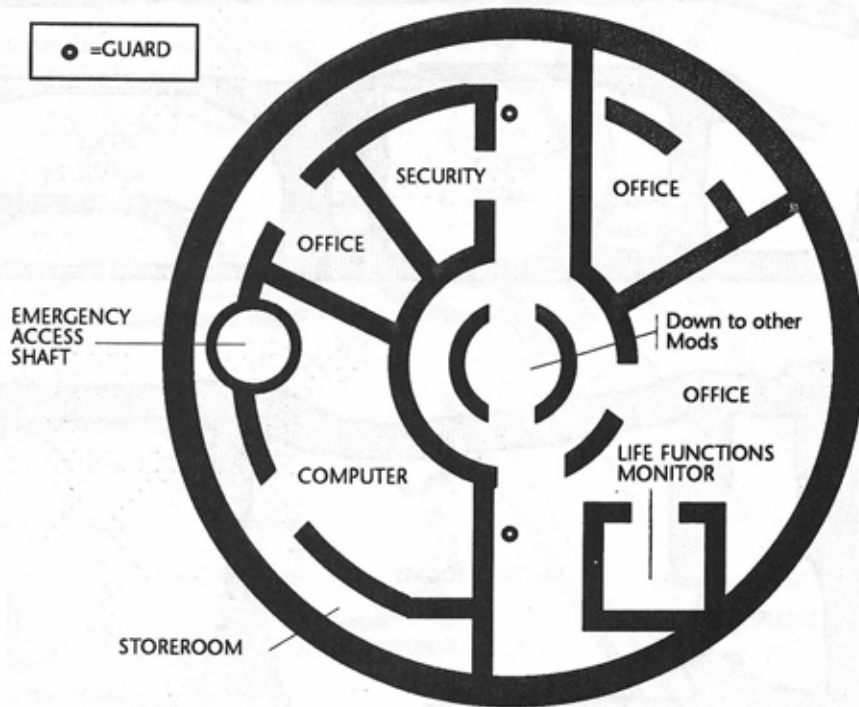 =GUARD
SECURITY
OFFICE
OFFICE
EMERGENCY
ACCESS
SHAFT
Down to other
Mods
OFFICE
COMPUTER
LIFE FUNCTIONS
MONITOR
STOREROOM